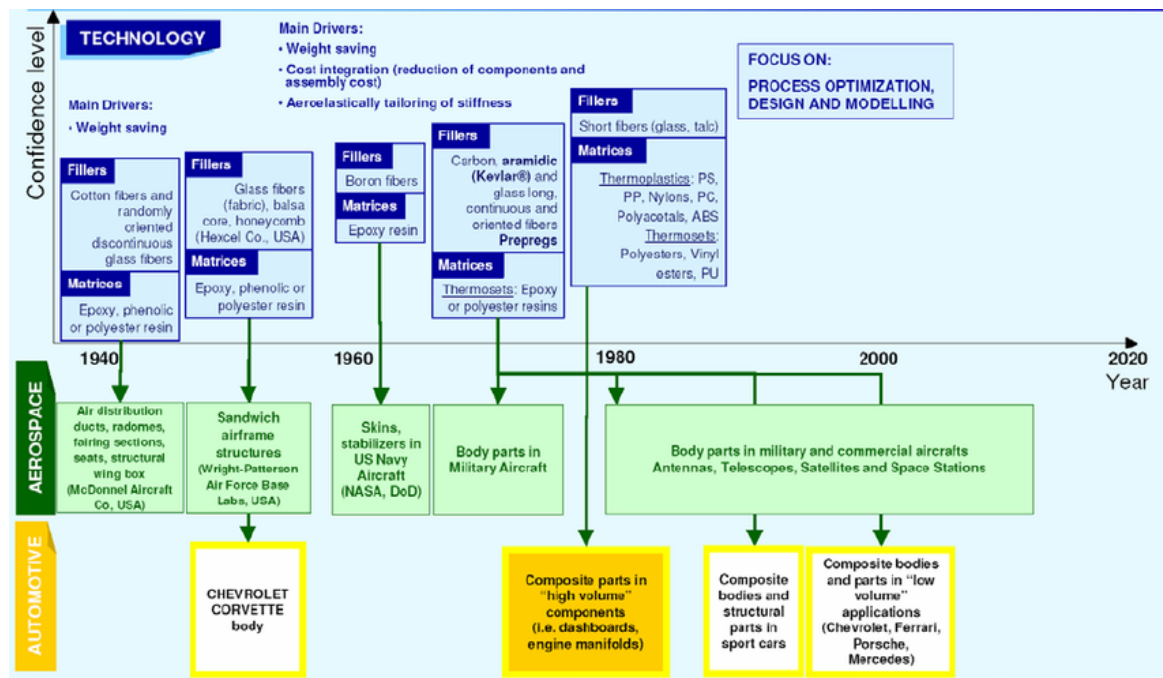 Confidence level
TECHNOLOGY
Main Drivers:
• Weight saving
Main Drivers:
• Weight saving
• Cost integration (reduction of components and
assembly cost)
• Aeroelastically tailoring of stiffness
FOCUS ON:
PROCESS OPTIMIZATION,
DESIGN AND MODELLING
Fillers
Cotton fibers and
randomly
oriented
discontinuous
glass fibers
Matrices
Epoxy, phenolic
or polyester resin
Fillers
Glass fibers
(fabric), balsa
core, honeycomb
(Hexcel Co., USA)
Matrices
Epoxy, phenolic
or polyester
resin
Fillers
Boron fibers
Matrices
Epoxy resin
Fillers
Carbon, aramidic
(Kevlar®) and
glass long,
continuous and
oriented fibers
Prepregs
Matrices
Thermosets: Epoxy
or polyester resins
Fillers
Short fibers (glass, talc)
Matrices
Thermoplastics: PS,
PP, Nylons, PC,
Polyacetals, ABS
Thermosets:
Polyesters, Vinyl
esters, PU
1940
1960
1980
2000
2020
Year
AEROSPACE
Air distribution
ducts, radomes,
fairing sections,
seats, structural
wing box
(McDonnel Aircraft
Co, USA)
Sandwich
airframe
structures
(Wright-Patterson
Air Force Base
Labs, USA)
Skins,
stabilizers in
US Navy
Aircraft
(NASA, DoD)
Body parts in
Military Aircraft
Body parts in military and commercial aircrafts
Antennas, Telescopes, Satellites and Space Stations
AUTOMOTIVE
CHEVROLET
CORVETTE
body
Composite parts in
"high volume"
components
(i.e. dashboards,
engine manifolds)
Composite
bodies and
structural
parts in
sport cars
Composite bodies
and parts in "low
volume"
applications
(Chevrolet, Ferrari,
Porsche,
Mercedes)